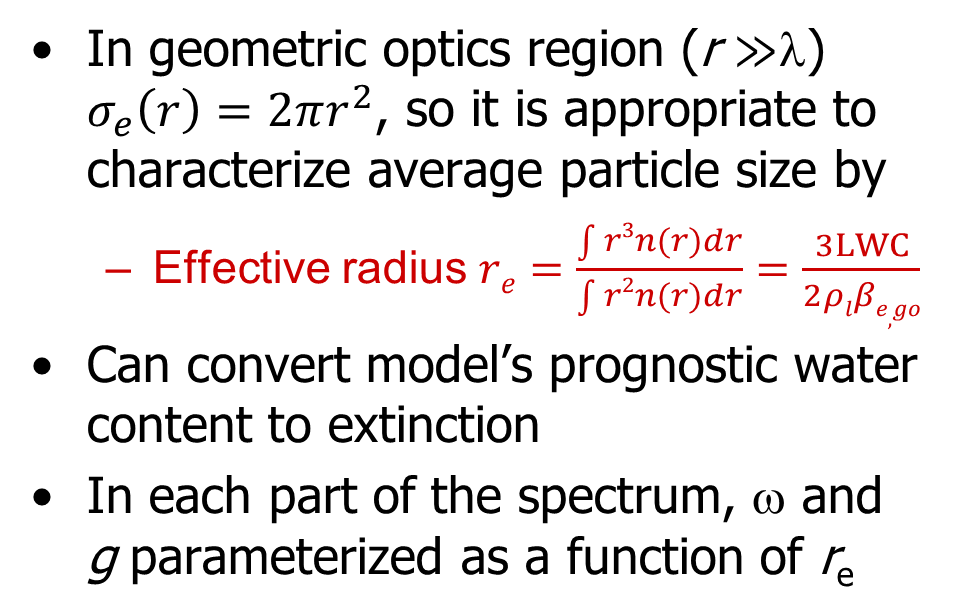 • In geometric optics region (r ≫ λ)
σₑ(r) = 2πr², so it is appropriate to
characterize average particle size by
– Effective radius rₑ = ∫ r³n(r)dr / ∫ r²n(r)dr = 3LWC / 2ρₗβₑ,gₒ
• Can convert model’s prognostic water
content to extinction
• In each part of the spectrum, ω and
g parameterized as a function of rₑ